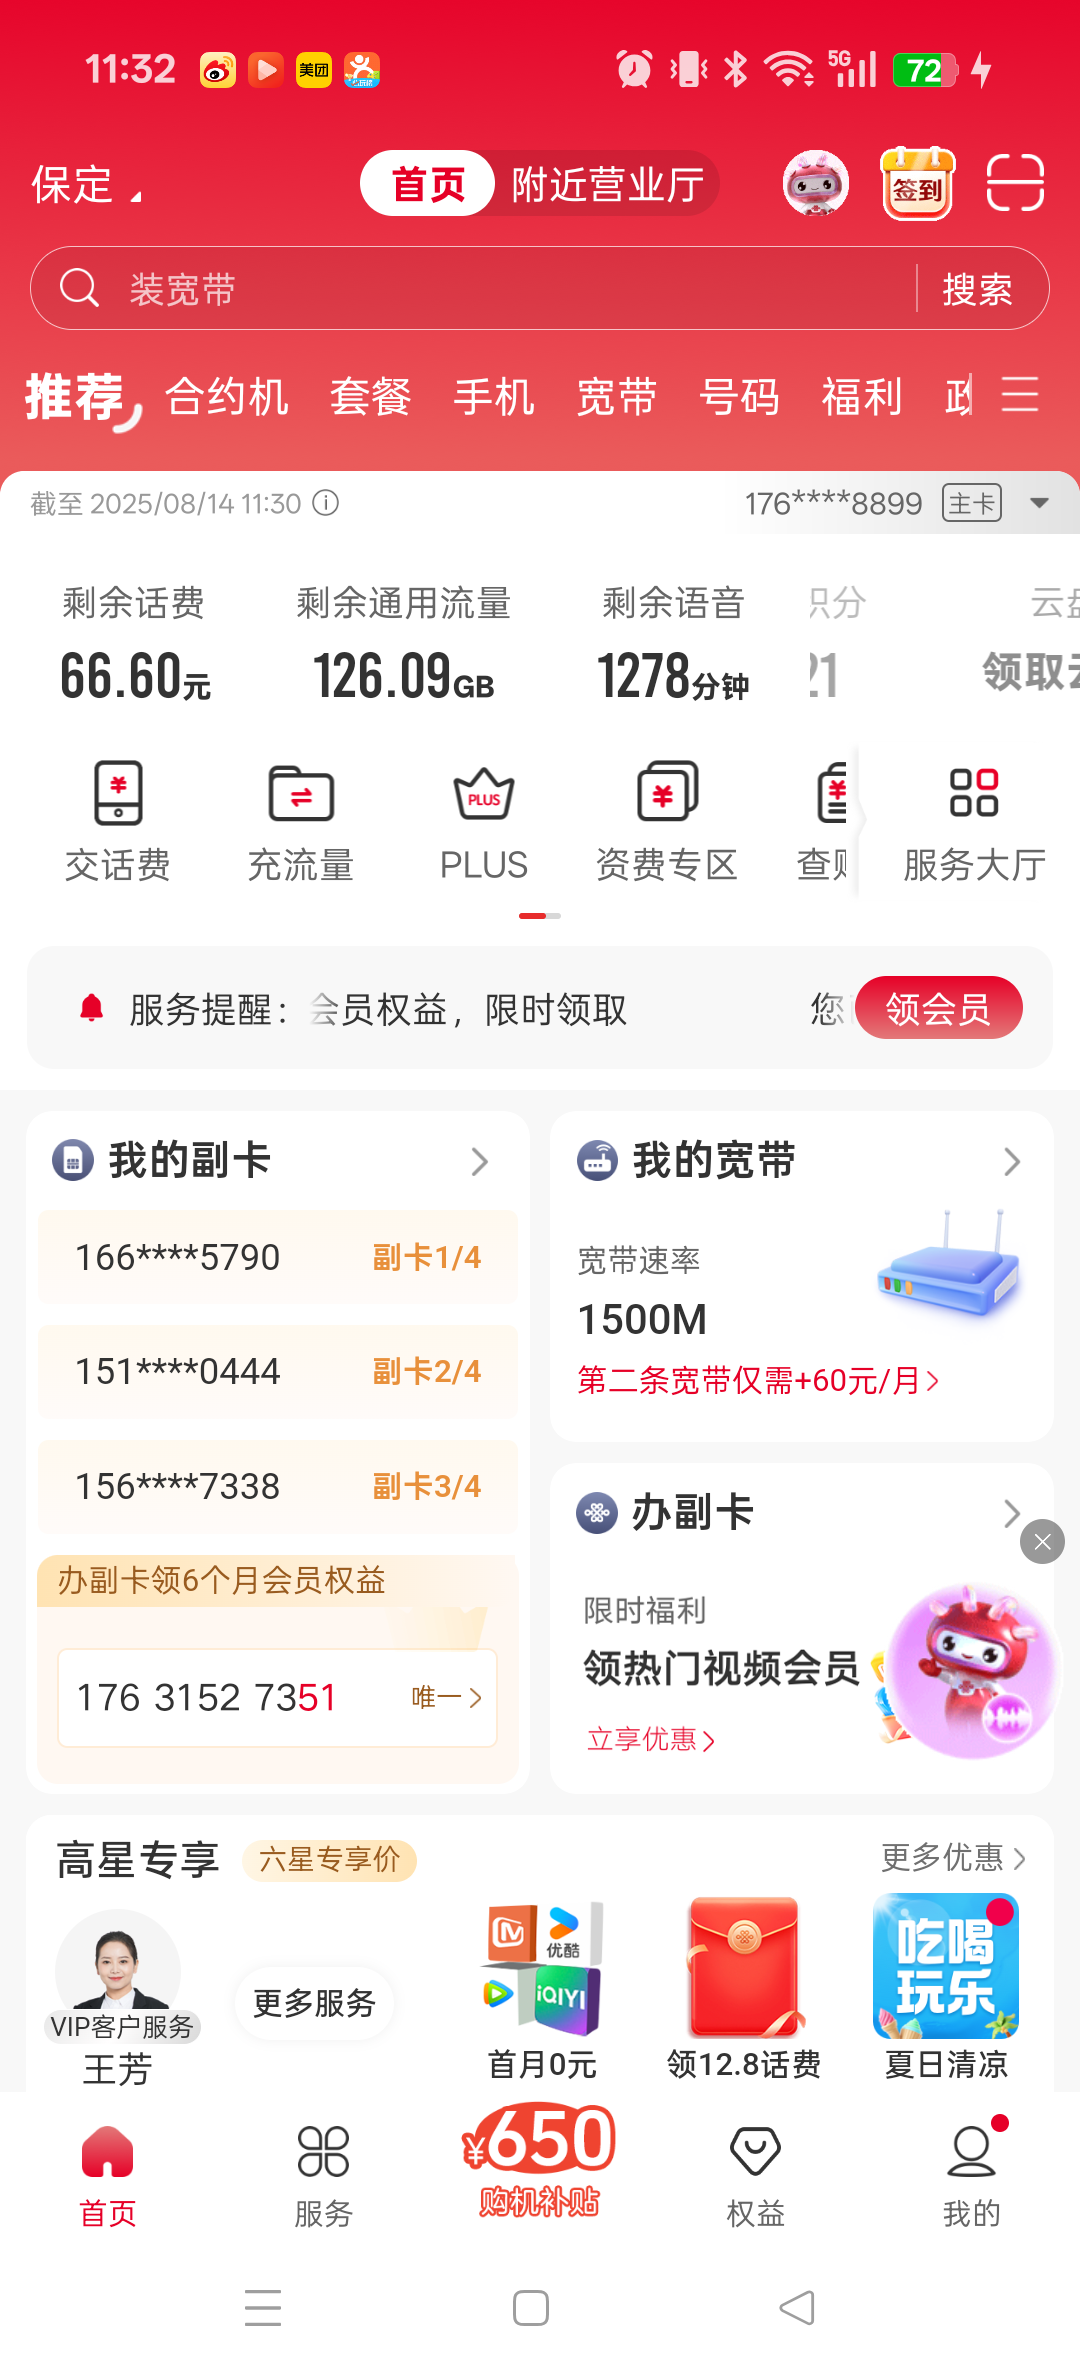 11:32 美团 5G 72
保定 首页 附近营业厅 签到
装宽带 搜索
推荐 合约机 套餐 手机 宽带 号码 福利
截至 2025/08/14 11:30 176****8899 主卡
剩余话费 剩余通用流量 剩余语音 积分 云盘
66.60元 126.09GB 1278分钟 21 领取云
PLUS
交话费 充流量 PLUS 资费专区 查账 服务大厅
服务提醒：会员权益，限时领取 您 领会员
我的副卡
166****5790 副卡1/4
151****0444 副卡2/4
156****7338 副卡3/4
办副卡领6个月会员权益
176 3152 7351 唯一
我的宽带
宽带速率
1500M
第二条宽带仅需+60元/月
办副卡
限时福利
领热门视频会员
立享优惠
高星专享 六星专享价 更多优惠
优酷
iQIYI
吃喝
玩乐
更多服务
VIP客户服务
王芳
首月0元 领12.8话费 夏日清凉
¥650
购机补贴
首页 服务 权益 我的